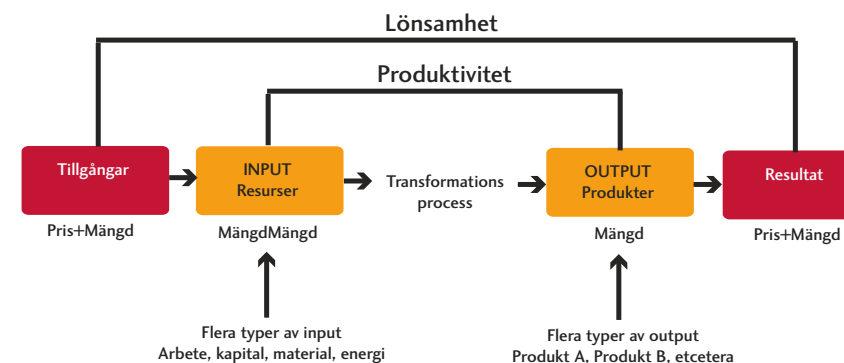 Lönsamhet
Produktivitet
Tillgångar
INPUT
Resurser
Transformations
process
OUTPUT
Produkter
Resultat
Pris+Mängd
MängdMängd
Mängd
Pris+Mängd
Flera typer av input
Arbete, kapital, material, energi
Flera typer av output
Produkt A, Produkt B, etcetera